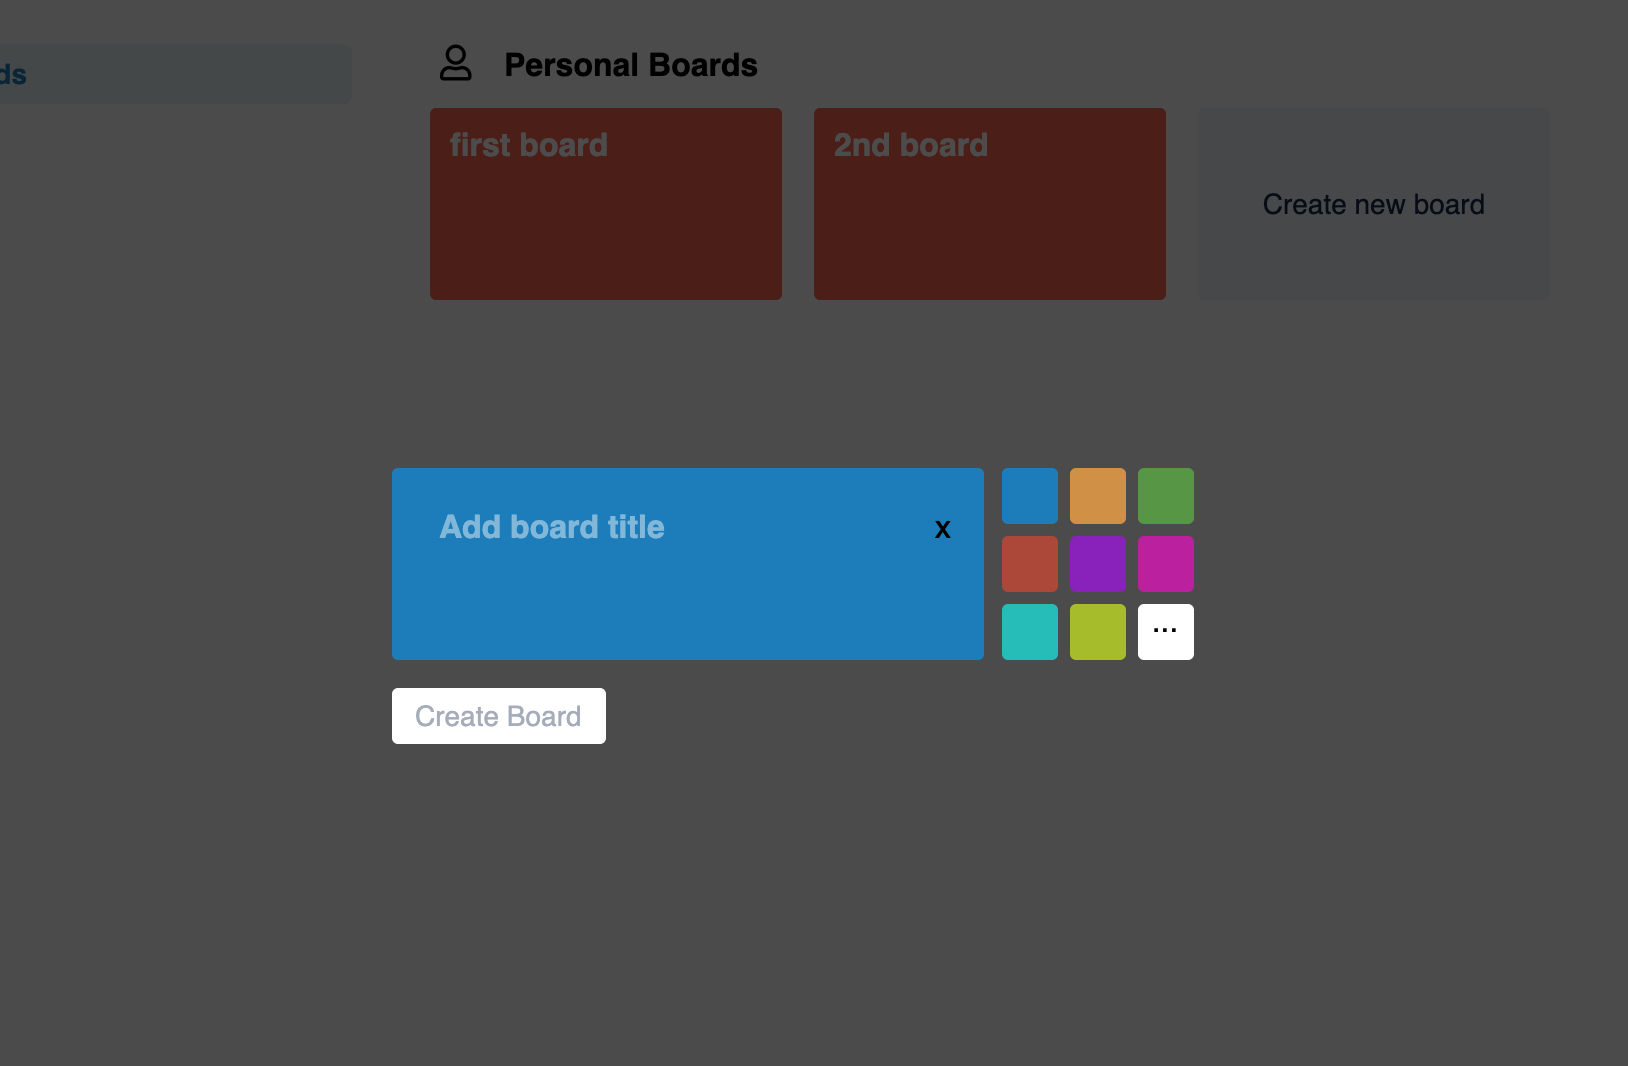 ds
Personal Boards
first board
2nd board
Create new board
Add board title
x
...
Create Board